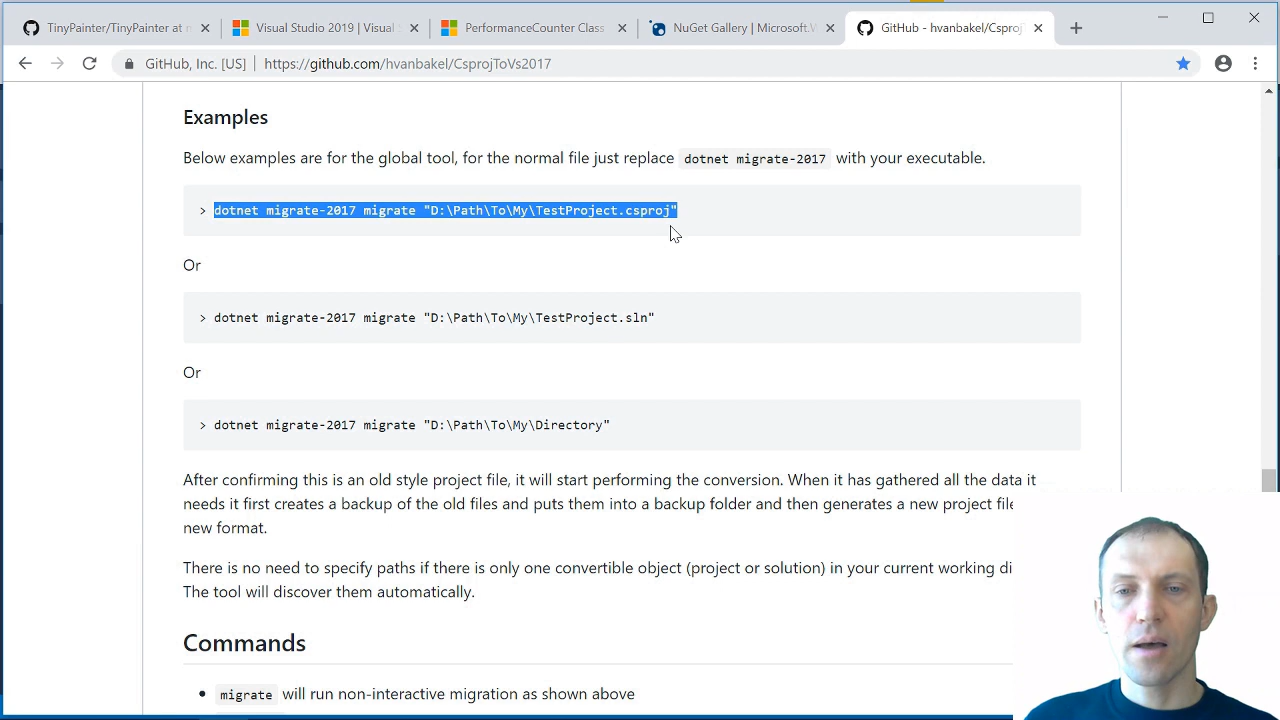 TinyPainter/TinyPainter at n
Visual Studio 2019 | Visual
PerformanceCounter Class
NuGet Gallery | Microsoft.
GitHub - hvanbakel/Csproj
GitHub, Inc. [US] | https://github.com/hvanbakel/CsprojToVs2017
Examples
Below examples are for the global tool, for the normal file just replace dotnet migrate-2017 with your executable.
> dotnet migrate-2017 migrate "D:\Path\To\My\TestProject.csproj"
Or
> dotnet migrate-2017 migrate "D:\Path\To\My\TestProject.sln"
Or
> dotnet migrate-2017 migrate "D:\Path\To\My\Directory"
After confirming this is an old style project file, it will start performing the conversion. When it has gathered all the data it
needs it first creates a backup of the old files and puts them into a backup folder and then generates a new project file
new format.
There is no need to specify paths if there is only one convertible object (project or solution) in your current working di
The tool will discover them automatically.
Commands
• migrate will run non-interactive migration as shown above